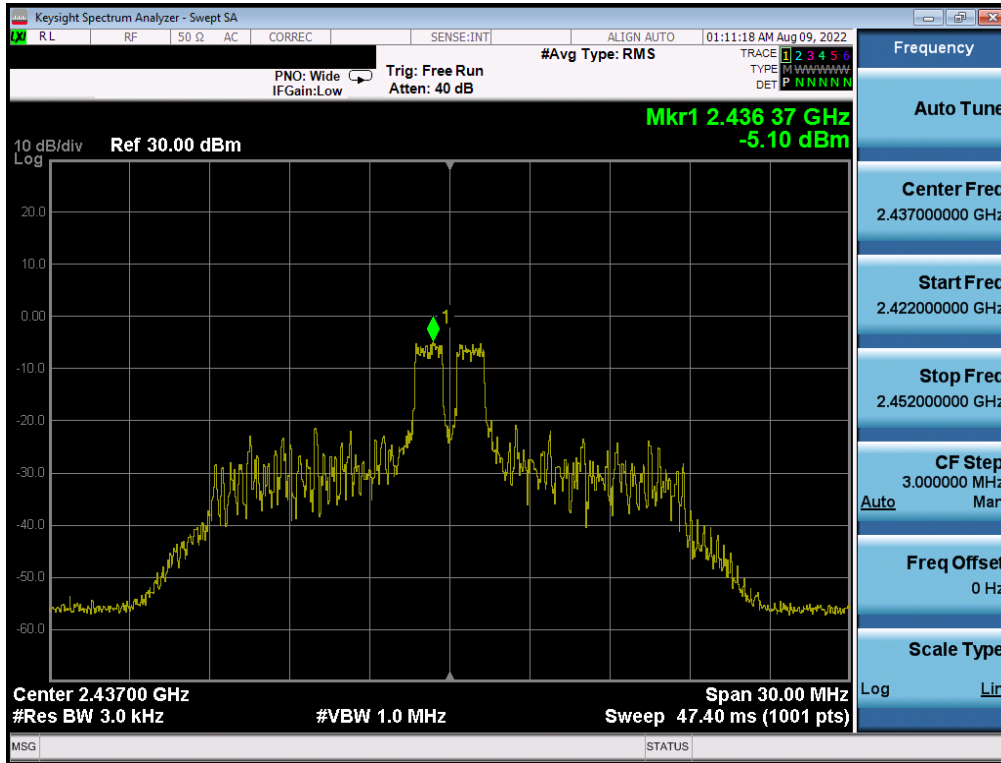 Keysight Spectrum Analyzer - Swept SA
LXI RL RF 50 Ω AC CORREC SENSE:INT ALIGN AUTO 01:11:18 AM Aug 09, 2022
#Avg Type: RMS
TRACE 1 2 3 4 5 6
TYPE M WWWWW
DET P N N N N N
PNO: Wide
IFGain:Low
Trig: Free Run
Atten: 40 dB
Mkr1 2.436 37 GHz
-5.10 dBm
10 dB/div Ref 30.00 dBm
Log
20.0
10.0
0.00
1
-10.0
-20.0
-30.0
-40.0
-50.0
-60.0
Center 2.43700 GHz Span 30.00 MHz
#Res BW 3.0 kHz #VBW 1.0 MHz Sweep 47.40 ms (1001 pts)
MSG STATUS
Frequency
Auto Tune
Center Freq
2.437000000 GHz
Start Freq
2.422000000 GHz
Stop Freq
2.452000000 GHz
CF Step
3.000000 MHz
Auto Man
Freq Offset
0 Hz
Scale Type
Log Lin